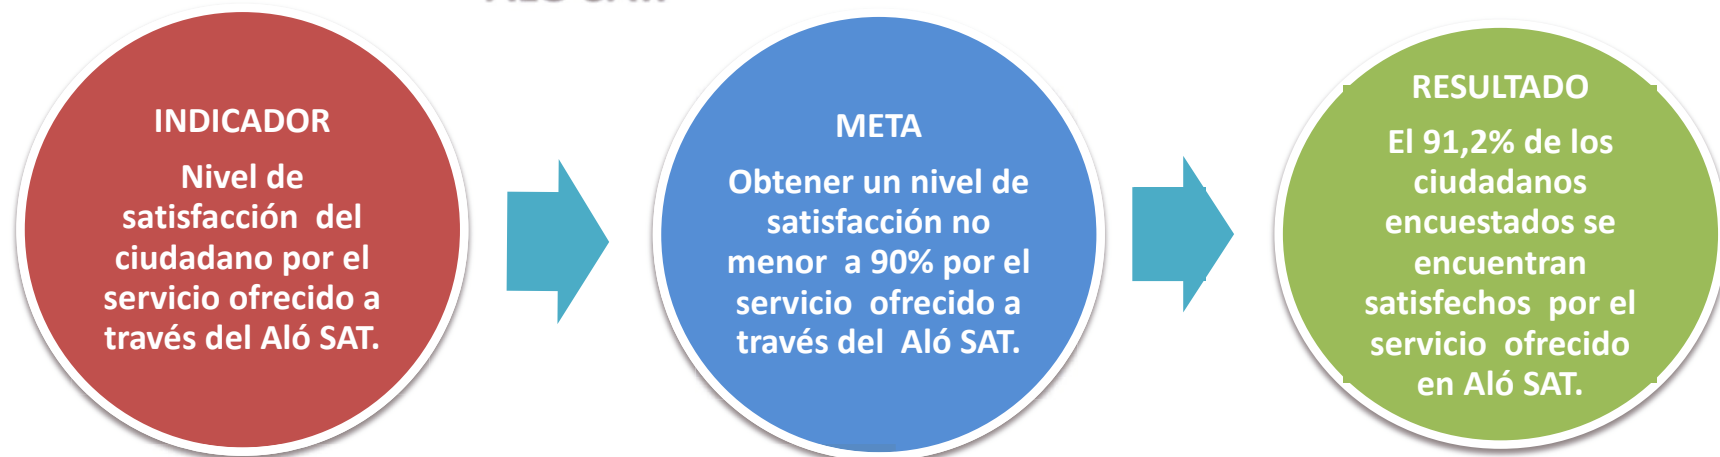 INDICADOR
Nivel de
satisfacción del
ciudadano por el
servicio ofrecido a
través del Aló SAT.
META
Obtener un nivel de
satisfacción no
menor a 90% por el
servicio ofrecido a
través del Aló SAT.
RESULTADO
El 91,2% de los
ciudadanos
encuestados se
encuentran
satisfechos por el
servicio ofrecido
en Aló SAT.